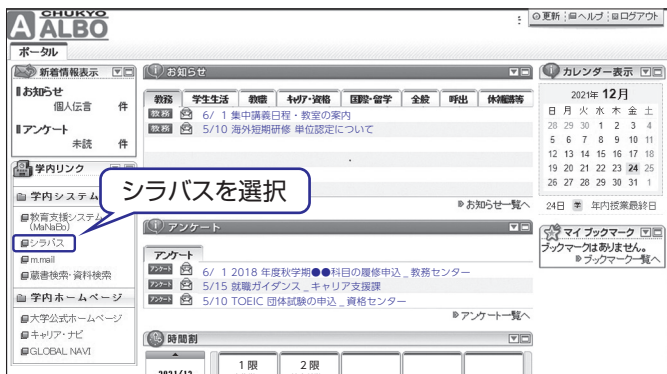 CHUKYO
ALBO
更新 ヘルプ ログアウト
ポータル
新着情報表示
お知らせ
個人伝言 件
アンケート
未読 件
学内リンク
学内システム
教育支援システム
(MaNaBo)
シラバス
m.mail
蔵書検索・資料検索
学内ホームページ
大学公式ホームページ
キャリア・ナビ
GLOBAL NAVI
シラバスを選択
お知らせ
教務 学生生活 教職 キャリア・資格 国際・留学 全般 呼出 休補講等
教務 6/ 1 集中講義日程・教室の案内
教務 5/10 海外短期研修 単位認定について
お知らせ一覧へ
アンケート
アンケート
アンケート 6/ 1 2018 年度秋学期●●科目の履修申込_教務センター
アンケート 5/15 就職ガイダンス_キャリア支援課
アンケート 5/10 TOEIC 団体試験の申込_資格センター
アンケート一覧へ
時間割
2021/12
1 限 2 限
カレンダー表示
2021年 12月
日 月 火 水 木 金 土
28 29 30 1 2 3 4
5 6 7 8 9 10 11
12 13 14 15 16 17 18
19 20 21 22 23 24 25
26 27 28 29 30 31 1
24日 年内授業最終日
マイ ブックマーク
ブックマークはありません。
ブックマーク一覧へ